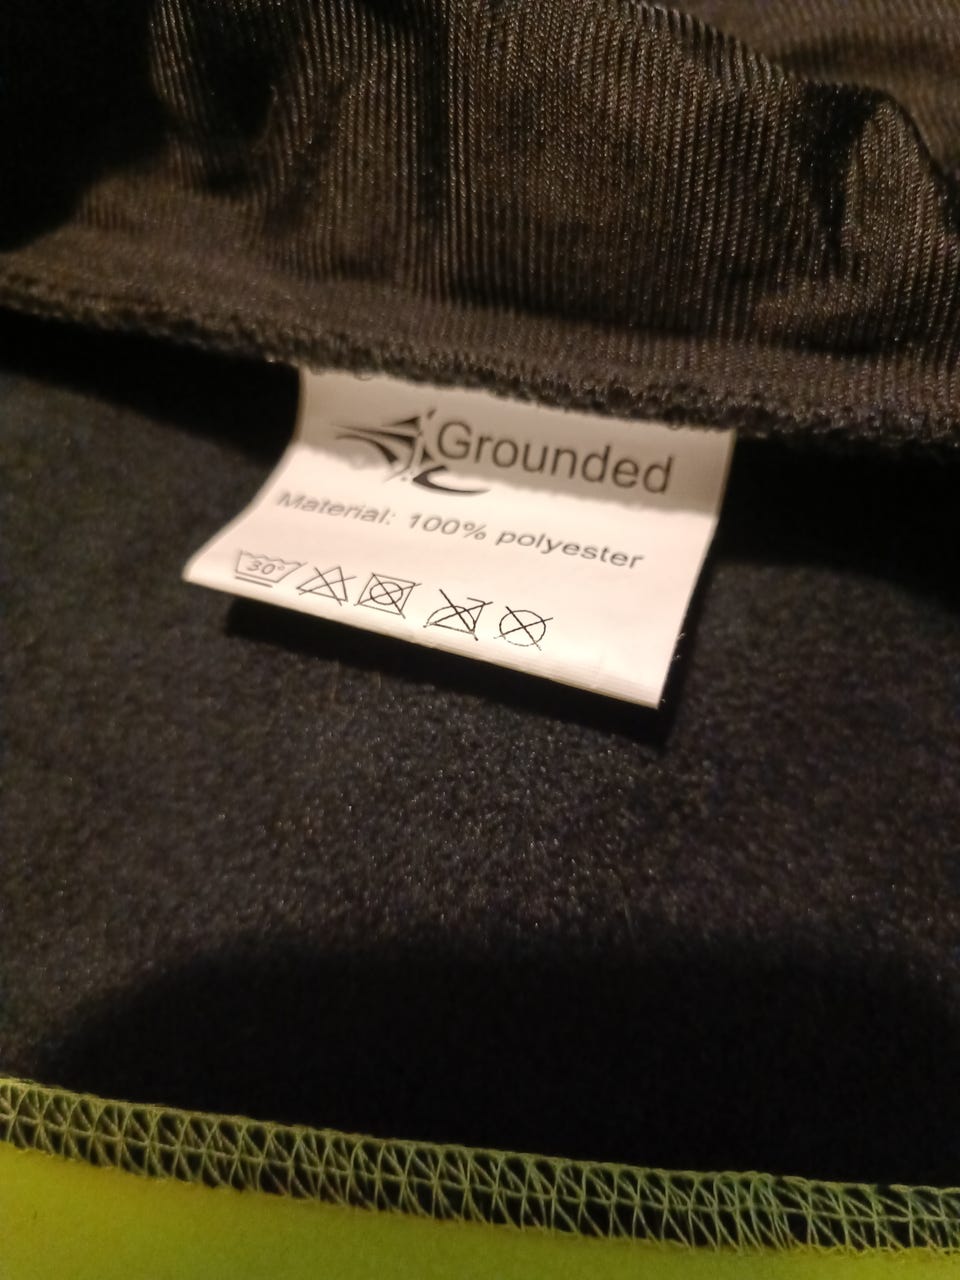 Grounded
Material: 100% polyester
30°